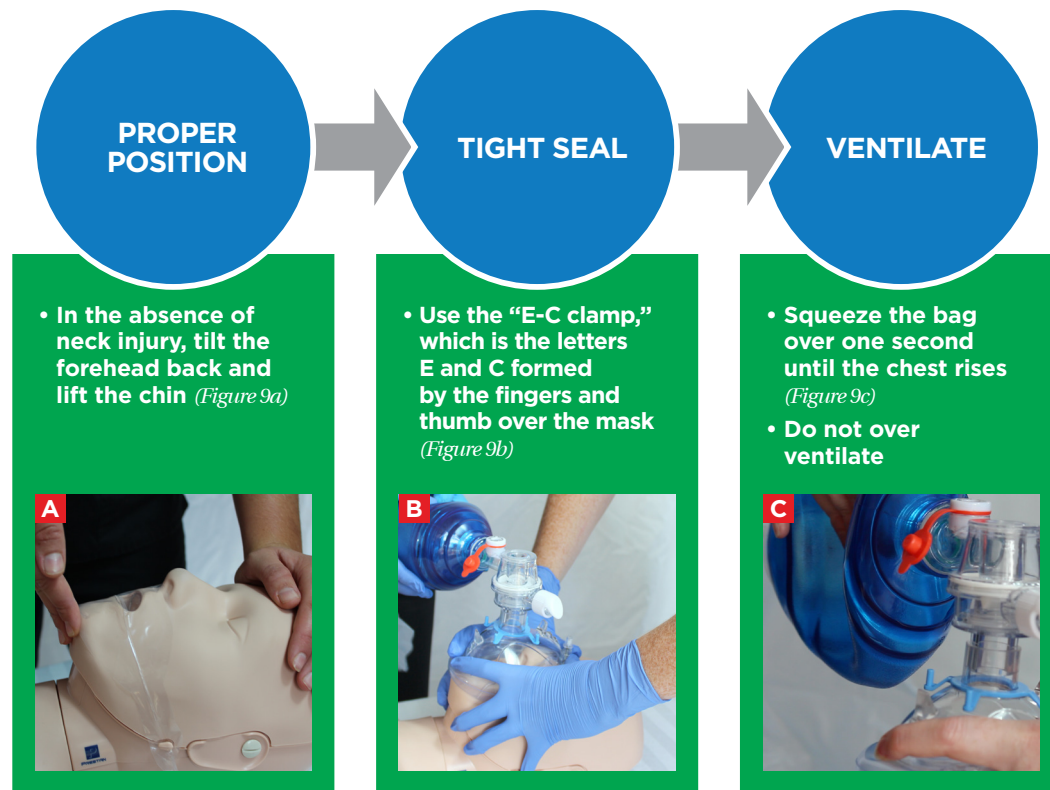 PROPER
POSITION
TIGHT SEAL
VENTILATE
• In the absence of
neck injury, tilt the
forehead back and
lift the chin (Figure 9a)
• Use the “E-C clamp,”
which is the letters
E and C formed
by the fingers and
thumb over the mask
(Figure 9b)
• Squeeze the bag
over one second
until the chest rises
(Figure 9c)
• Do not over
ventilate
A
B
C
PRESTAN